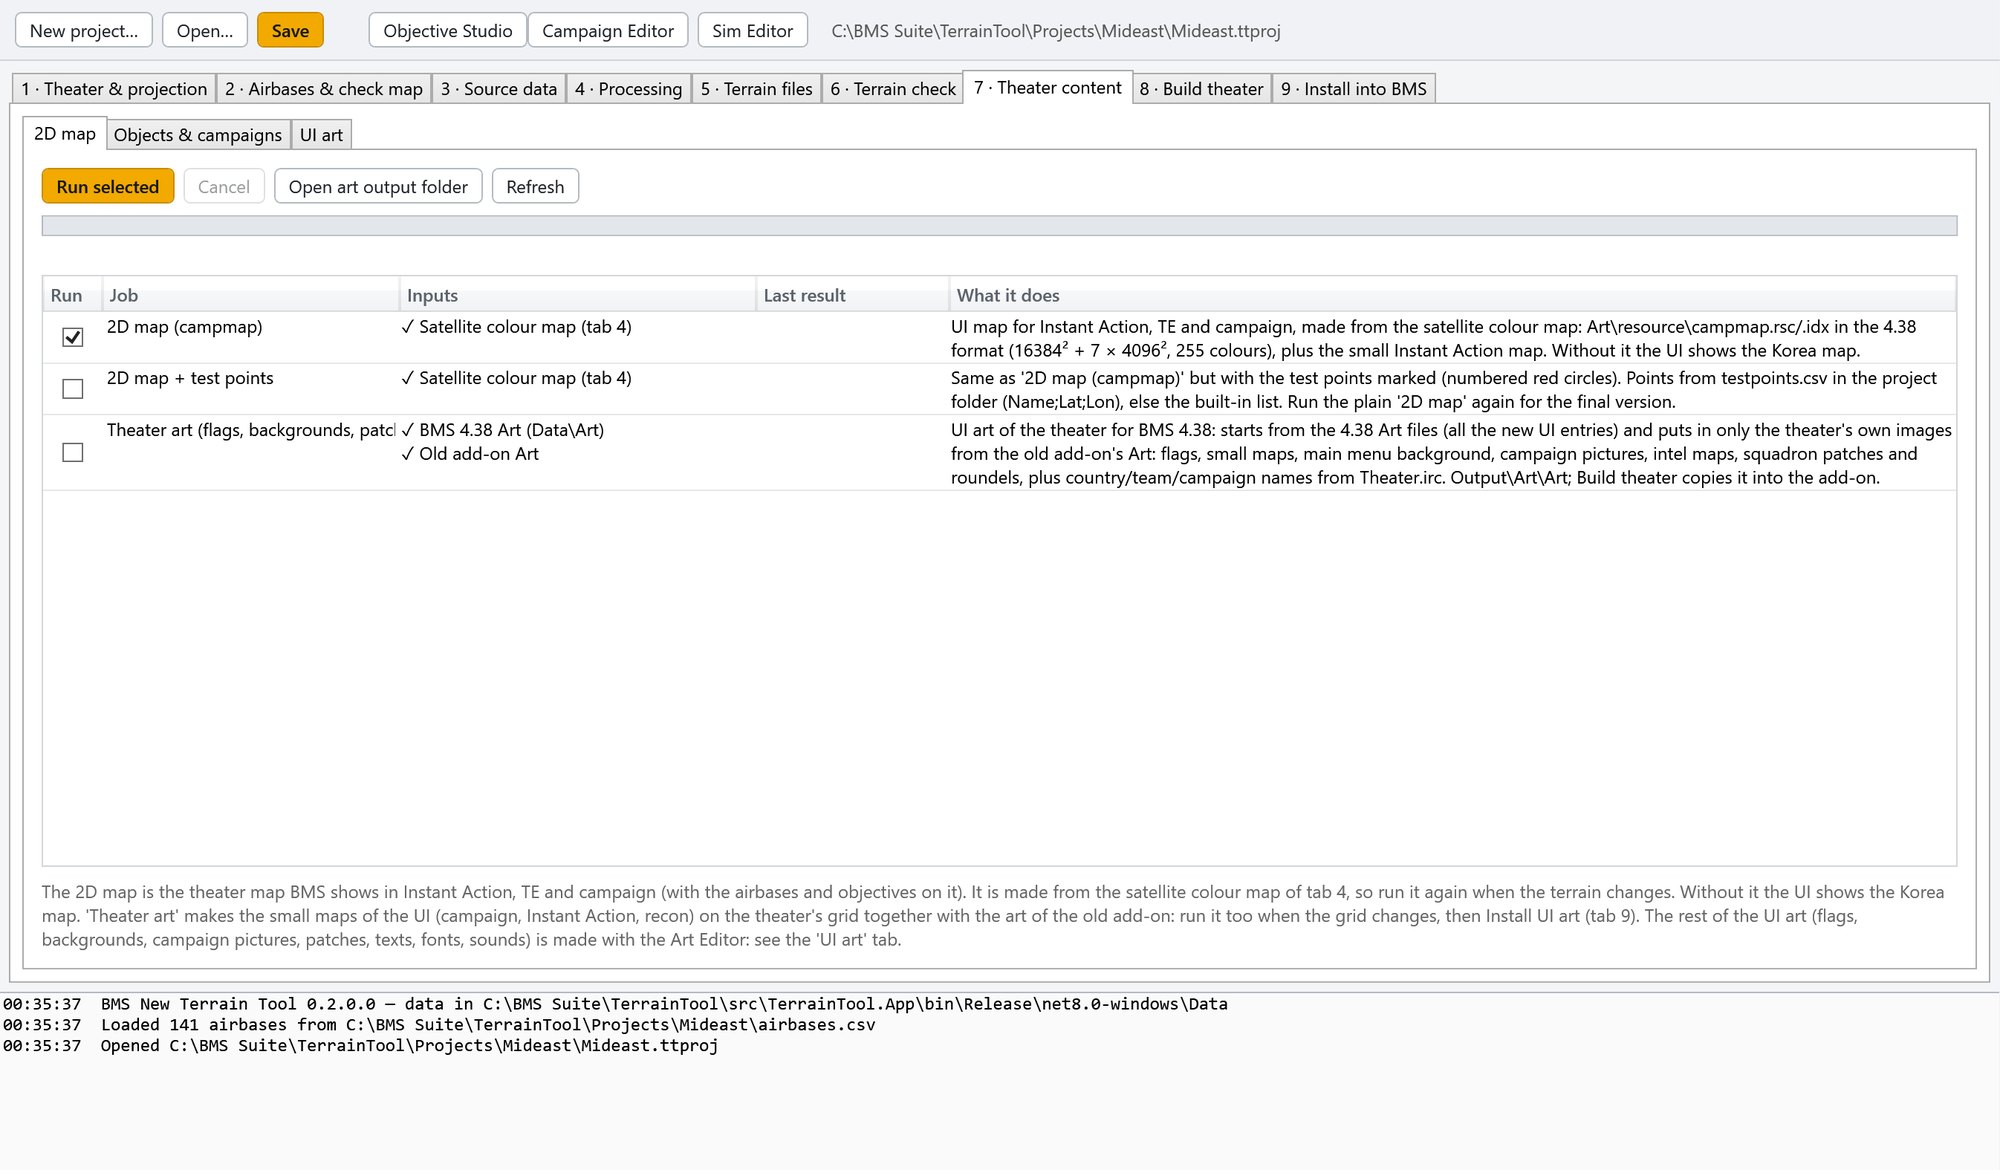 New project... Open... Save Objective Studio Campaign Editor Sim Editor C:\BMS Suite\TerrainTool\Projects\Mideast\Mideast.ttproj
1 · Theater & projection 2 · Airbases & check map 3 · Source data 4 · Processing 5 · Terrain files 6 · Terrain check 7 · Theater content 8 · Build theater 9 · Install into BMS
2D map Objects & campaigns UI art
Run selected Cancel Open art output folder Refresh
Run Job Inputs Last result What it does
2D map (campmap) ✓ Satellite colour map (tab 4) UI map for Instant Action, TE and campaign, made from the satellite colour map: Art\resource\campmap.rsc/.idx in the 4.38
format (16384² + 7 × 4096², 255 colours), plus the small Instant Action map. Without it the UI shows the Korea map.
2D map + test points ✓ Satellite colour map (tab 4) Same as '2D map (campmap)' but with the test points marked (numbered red circles). Points from testpoints.csv in the project
folder (Name;Lat;Lon), else the built-in list. Run the plain '2D map' again for the final version.
Theater art (flags, backgrounds, patc ✓ BMS 4.38 Art (Data\Art) UI art of the theater for BMS 4.38: starts from the 4.38 Art files (all the new UI entries) and puts in only the theater's own images
✓ Old add-on Art from the old add-on's Art: flags, small maps, main menu background, campaign pictures, intel maps, squadron patches and
roundels, plus country/team/campaign names from Theater.irc. Output\Art\Art; Build theater copies it into the add-on.
The 2D map is the theater map BMS shows in Instant Action, TE and campaign (with the airbases and objectives on it). It is made from the satellite colour map of tab 4, so run it again when the terrain changes. Without it the UI shows the Korea
map. 'Theater art' makes the small maps of the UI (campaign, Instant Action, recon) on the theater's grid together with the art of the old add-on: run it too when the grid changes, then Install UI art (tab 9). The rest of the UI art (flags,
backgrounds, campaign pictures, patches, texts, fonts, sounds) is made with the Art Editor: see the 'UI art' tab.
00:35:37 BMS New Terrain Tool 0.2.0.0 — data in C:\BMS Suite\TerrainTool\src\TerrainTool.App\bin\Release\net8.0-windows\Data
00:35:37 Loaded 141 airbases from C:\BMS Suite\TerrainTool\Projects\Mideast\airbases.csv
00:35:37 Opened C:\BMS Suite\TerrainTool\Projects\Mideast\Mideast.ttproj